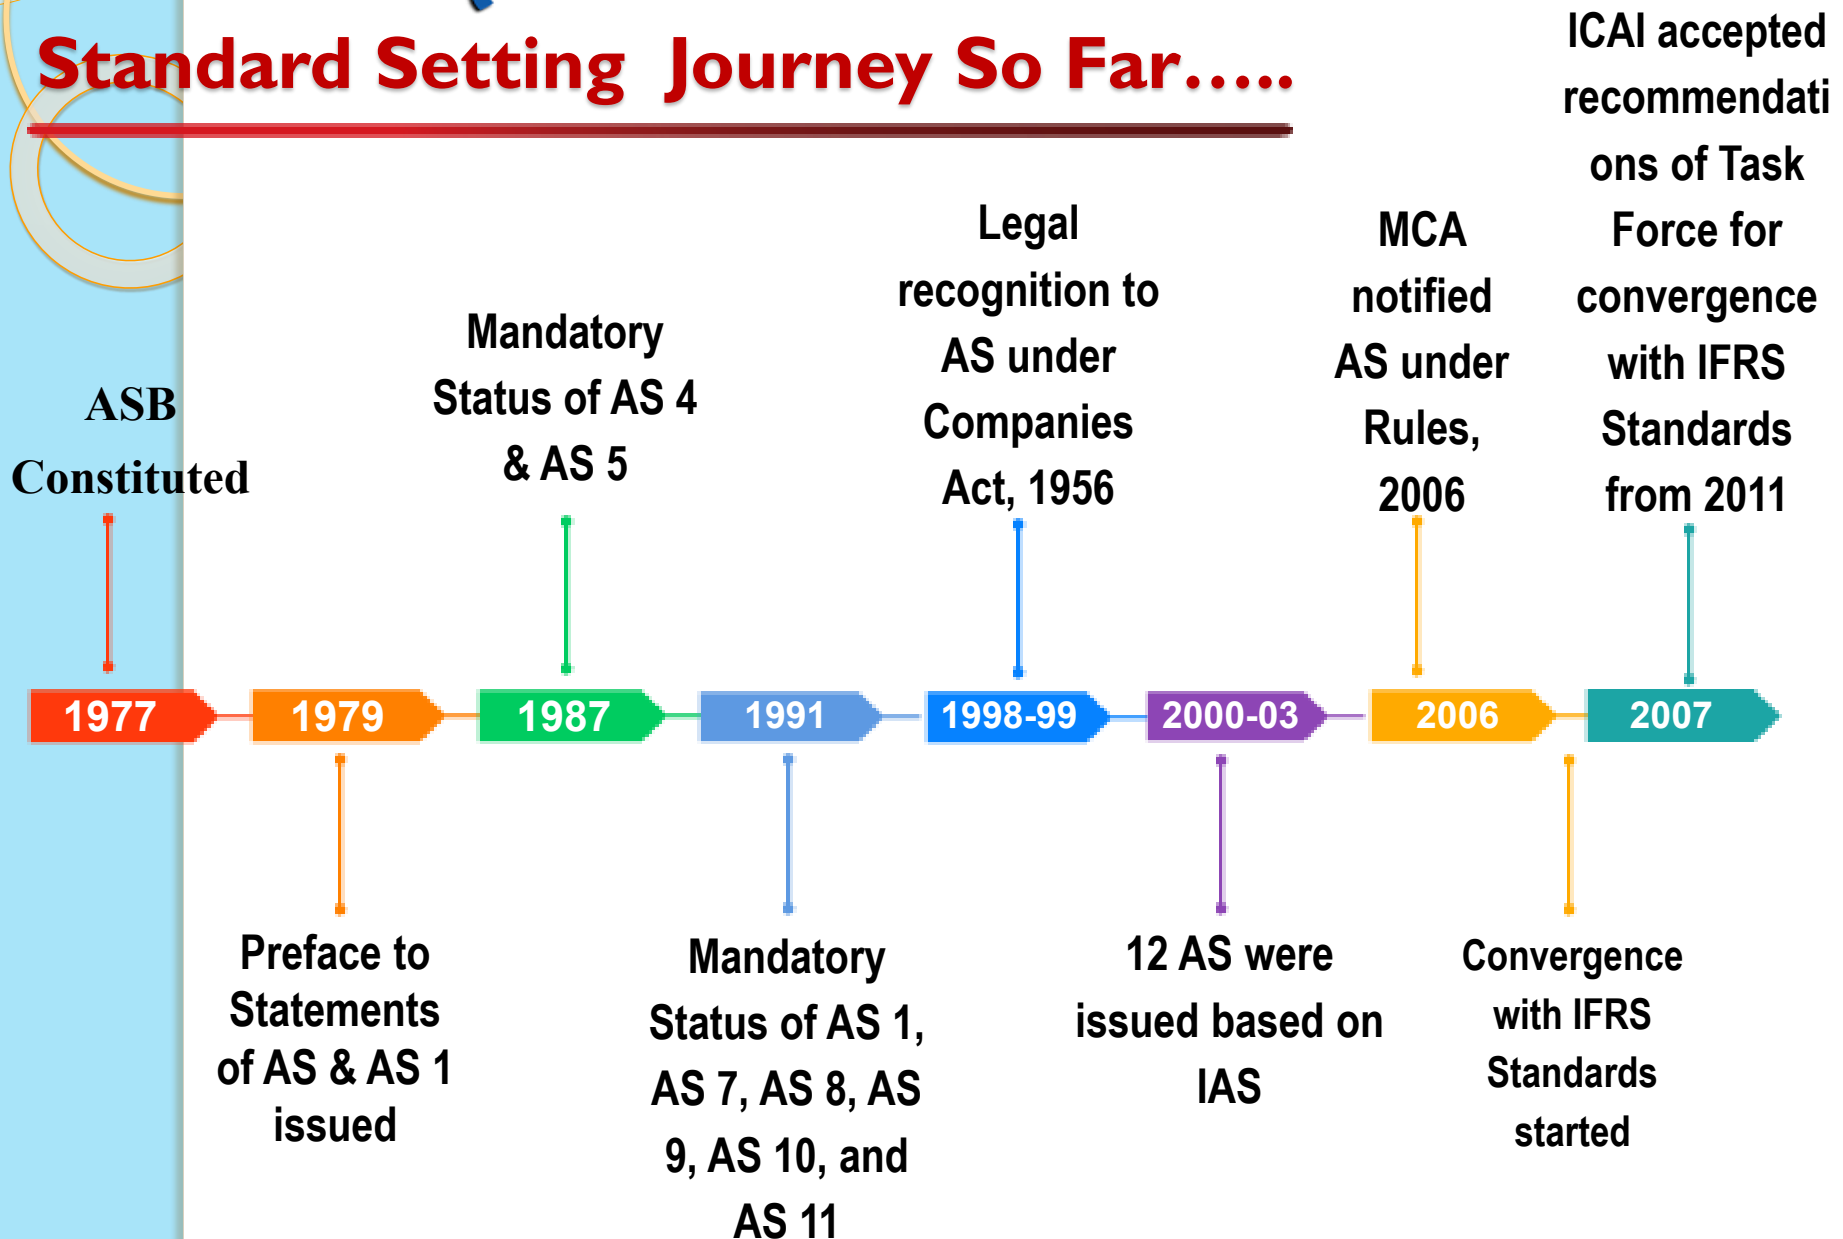 Standard Setting  Journey So Far…..
ASB
Constituted
Mandatory
Status of AS 4
& AS 5
Legal
recognition to
AS under
Companies
Act, 1956
MCA
notified
AS under
Rules,
2006
ICAI accepted
recommendati
ons of Task
Force for
convergence
with IFRS
Standards
from 2011
1977
1979
1987
1991
1998-99
2000-03
2006
2007
Preface to
Statements
of AS & AS 1
issued
Mandatory
Status of AS 1,
AS 7, AS 8, AS
9, AS 10, and
AS 11
12 AS were
issued based on
IAS
Convergence
with IFRS
Standards
started